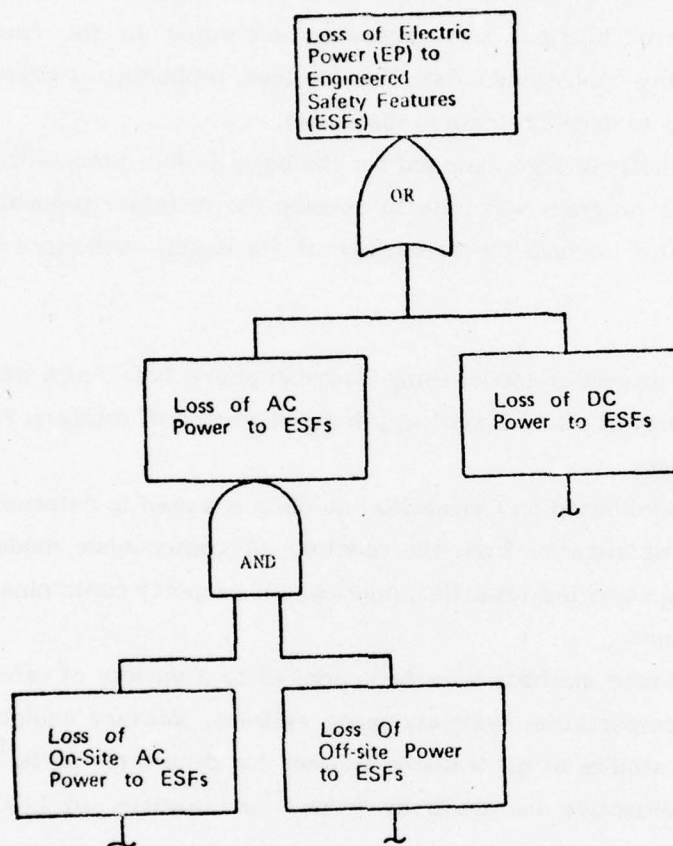 Loss of Electric
Power (EP) to
Engineered
Safety Features
(ESFs)
OR
Loss of AC
Power to ESFs
Loss of DC
Power to ESFs
AND
Loss of
On-Site AC
Power to ESFs
Loss Of
Off-site Power
to ESFs